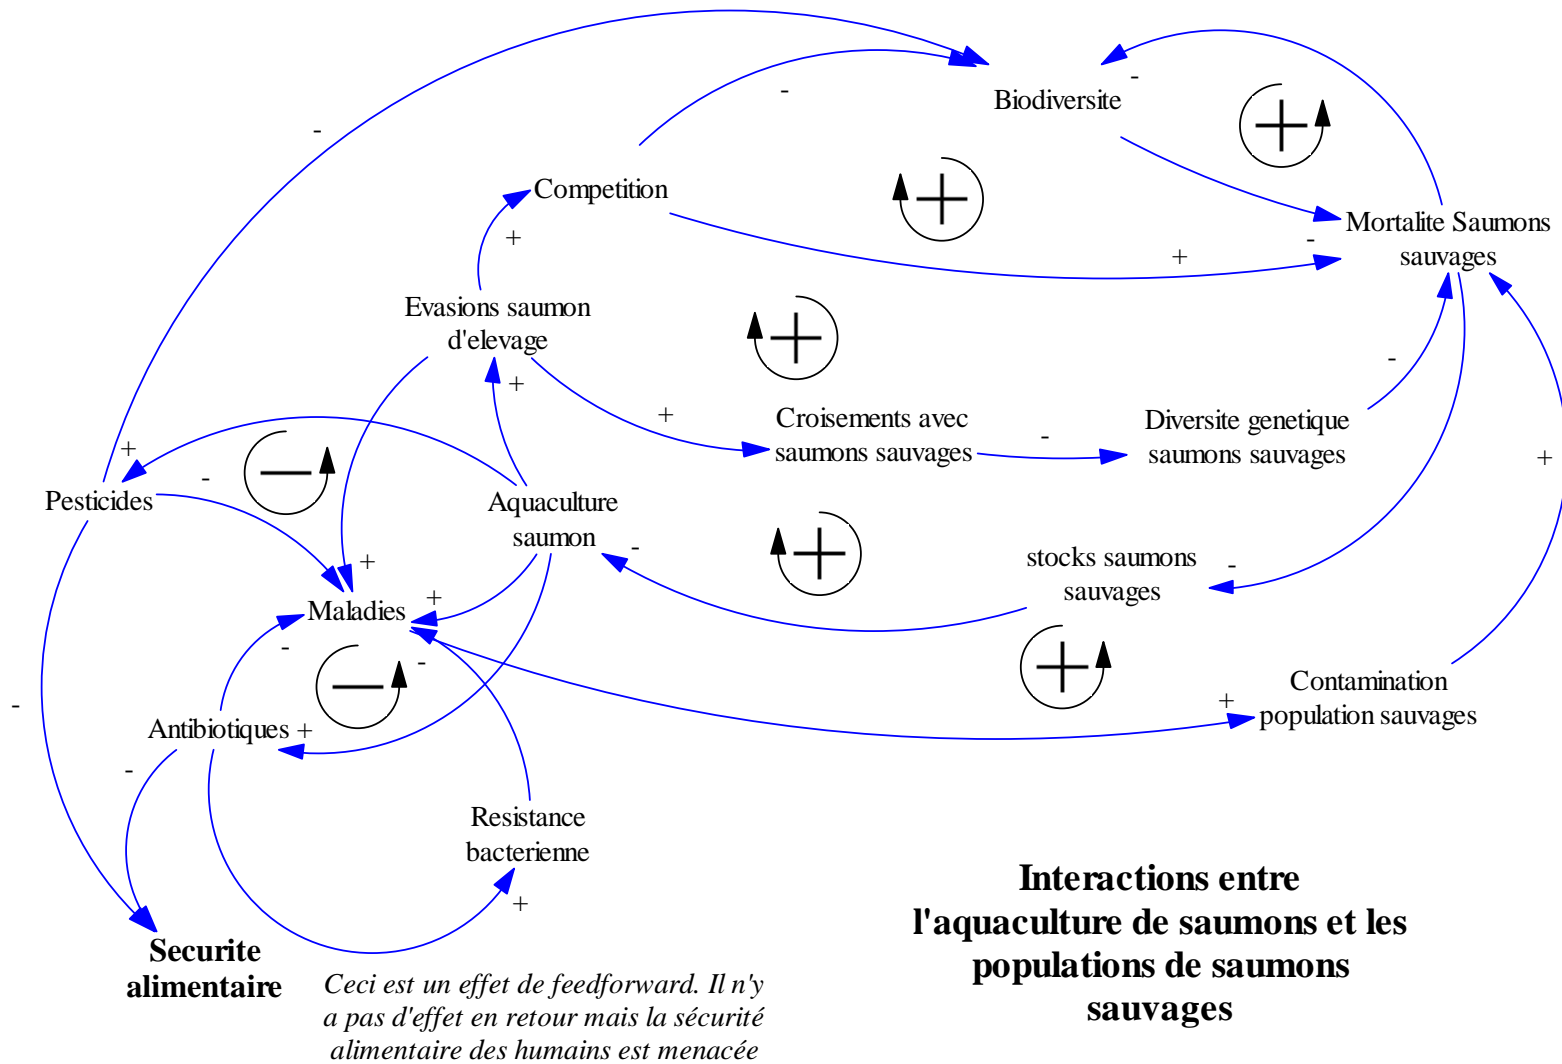 -
Biodiversite
-
-
Competition
+
Mortalite Saumons
sauvages
-
+
Evasions saumon
d'elevage
+
+
-
Croisements avec
saumons sauvages
-
Diversite genetique
saumons sauvages
+
Pesticides
-
Aquaculture
saumon
+
-
stocks saumons
sauvages
-
+
Maladies
+
-
-
Contamination
population sauvages
+
-
Antibiotiques +
-
Resistance
bacterienne
+
Securite
alimentaire
Ceci est un effet de feedforward. Il n'y
a pas d'effet en retour mais la sécurité
alimentaire des humains est menacée
Interactions entre
l'aquaculture de saumons et les
populations de saumons
sauvages